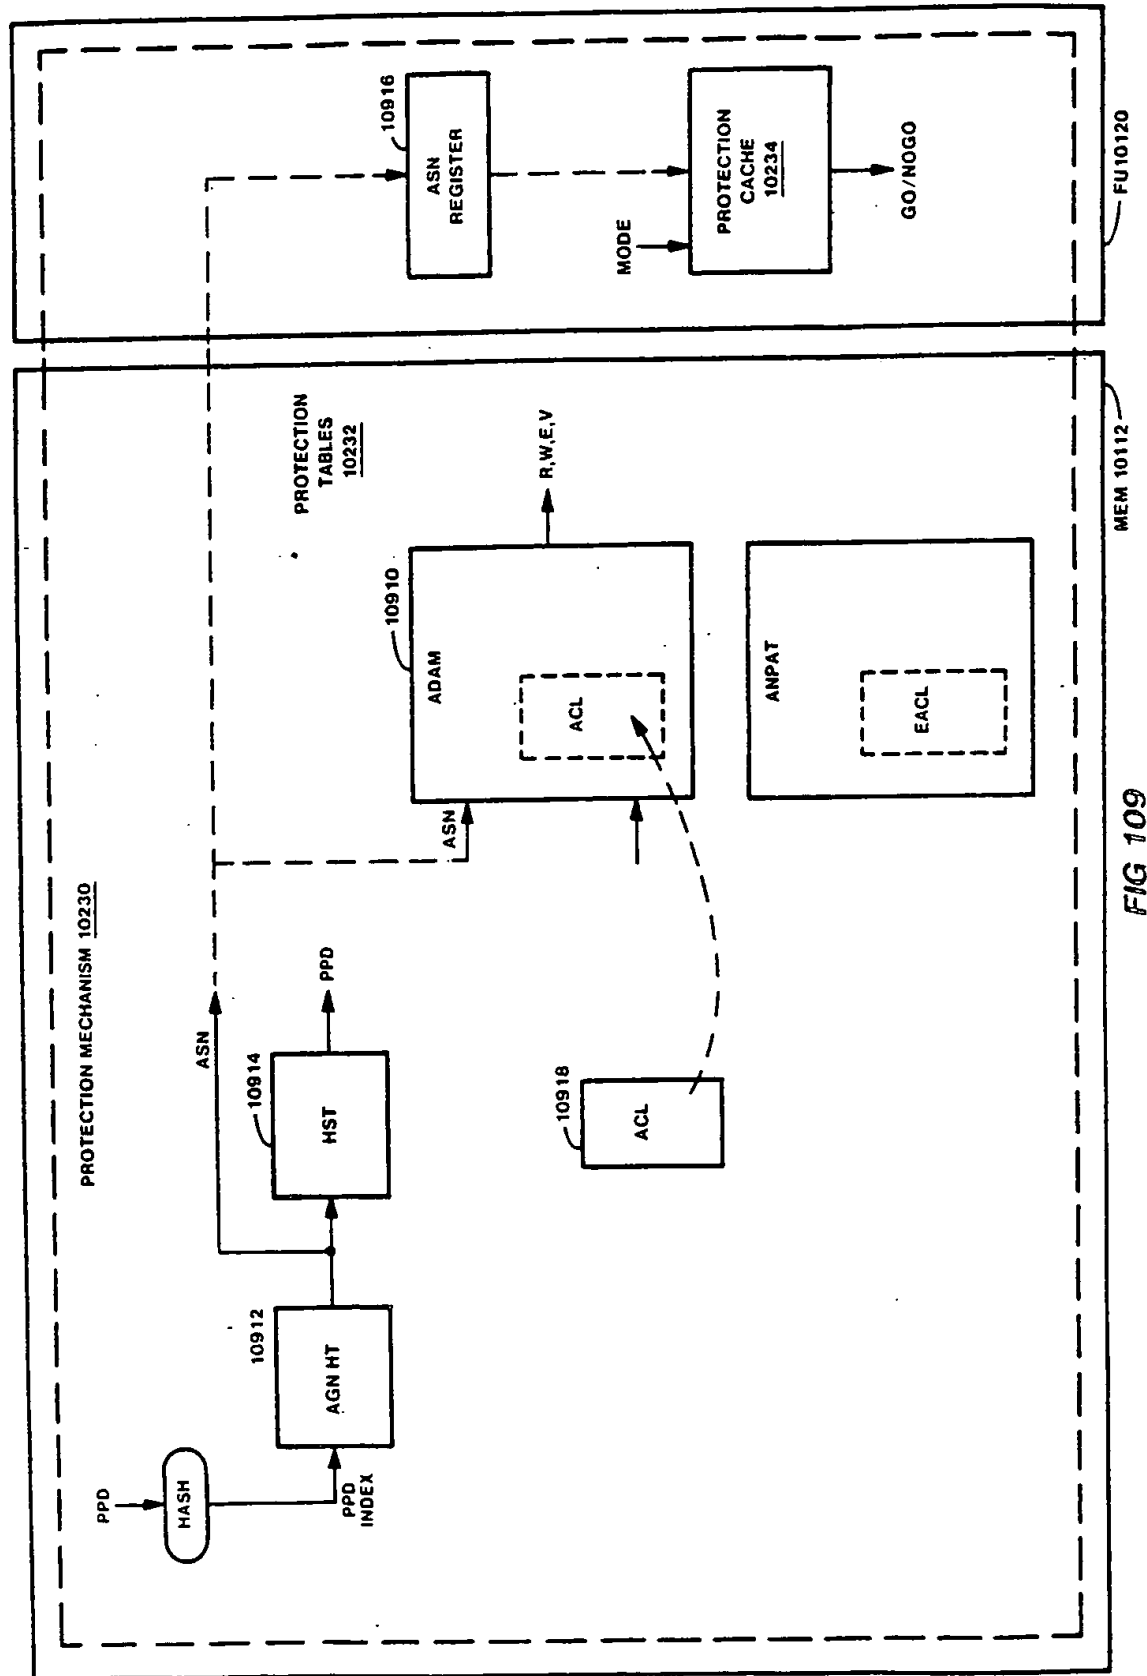 PROTECTION MECHANISM 10230
PPD
HASH
PPD
INDEX
10912
AGN HT
ASN
10914
HST
PPD
10918
ACL
ASN
10910
ADAM
ACL
R,W,E,V
PROTECTION
TABLES
10232
ANPAT
EACL
MEM 10112
10916
ASN
REGISTER
MODE
PROTECTION
CACHE
10234
GO/NOGO
FU10120
FIG 109